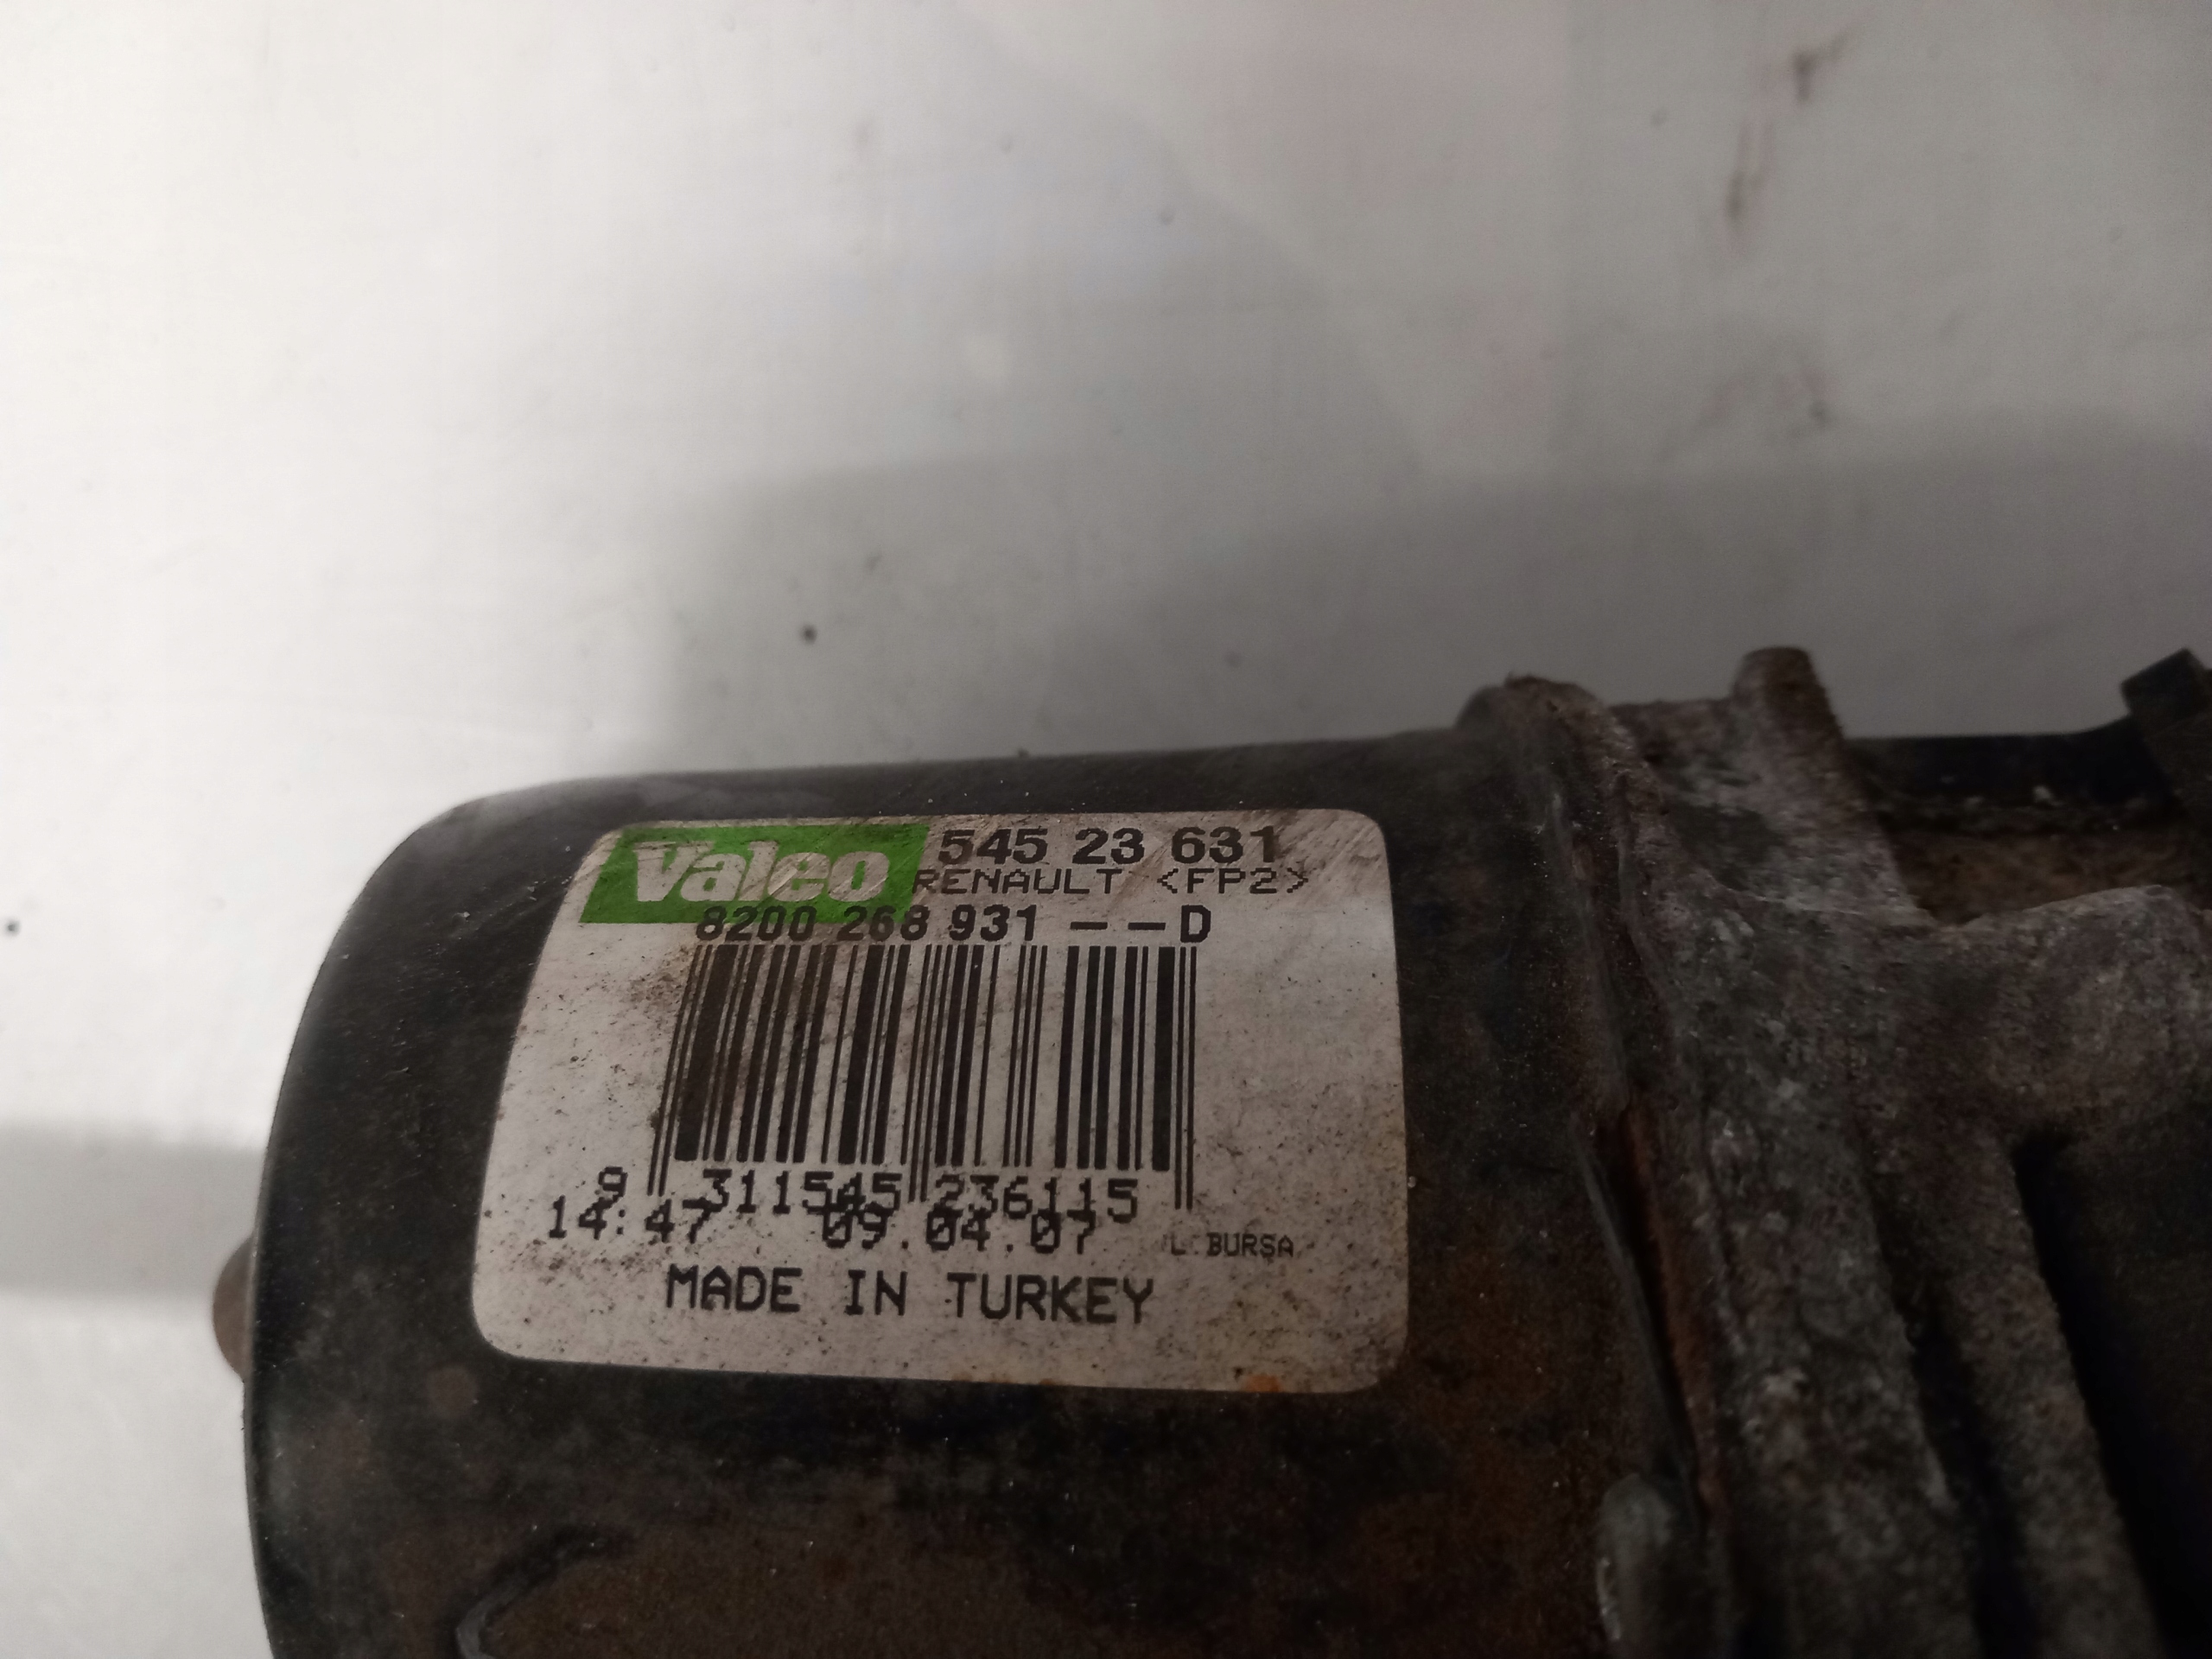 Valeo 545 23 631
RENAULT <FP2>
8200 268 931 --D
9 311545 236115
14:47 09.04.07 L.BURSA
MADE IN TURKEY